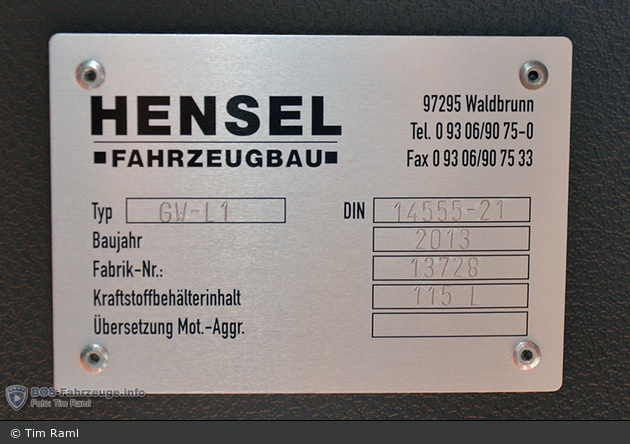 HENSEL
FAHRZEUGBAU
97295 Waldbrunn
Tel. 0 93 06/90 75-0
Fax 0 93 06/90 75 33
Typ GW-L1 DIN 14555-21
Baujahr 2013
Fabrik-Nr.: 13728
Kraftstoffbehälterinhalt 115 L
Übersetzung Mot.-Aggr.
BOS-Fahrzeuge.info
Foto: Tim Raml
© Tim Raml